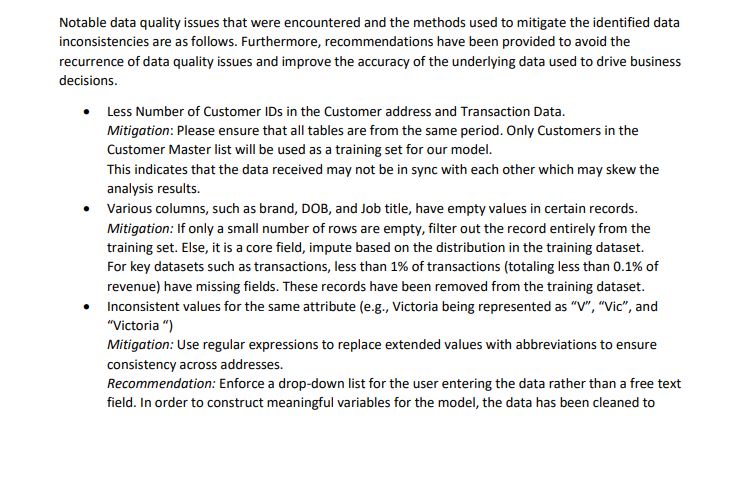 Notable data quality issues that were encountered and the methods used to mitigate the identified data
inconsistencies are as follows. Furthermore, recommendations have been provided to avoid the
recurrence of data quality issues and improve the accuracy of the underlying data used to drive business
decisions.
• Less Number of Customer IDs in the Customer address and Transaction Data.
Mitigation: Please ensure that all tables are from the same period. Only Customers in the
Customer Master list will be used as a training set for our model.
This indicates that the data received may not be in sync with each other which may skew the
analysis results.
• Various columns, such as brand, DOB, and Job title, have empty values in certain records.
Mitigation: If only a small number of rows are empty, filter out the record entirely from the
training set. Else, it is a core field, impute based on the distribution in the training dataset.
For key datasets such as transactions, less than 1% of transactions (totaling less than 0.1% of
revenue) have missing fields. These records have been removed from the training dataset.
• Inconsistent values for the same attribute (e.g., Victoria being represented as “V”, “Vic”, and
“Victoria “)
Mitigation: Use regular expressions to replace extended values with abbreviations to ensure
consistency across addresses.
Recommendation: Enforce a drop-down list for the user entering the data rather than a free text
field. In order to construct meaningful variables for the model, the data has been cleaned to